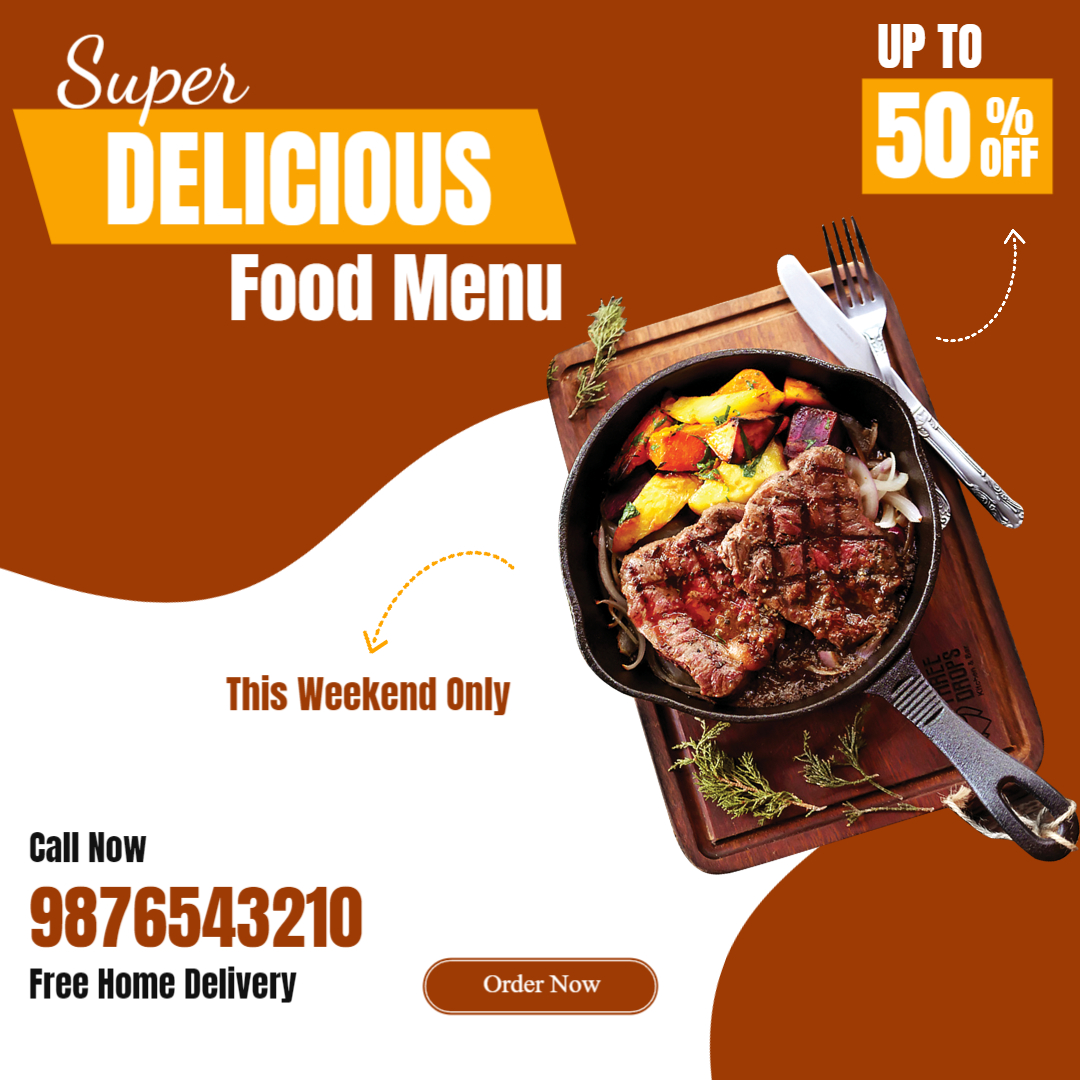 Super
DELICIOUS
Food Menu
UP TO
50 % OFF
This Weekend Only
Call Now
9876543210
Free Home Delivery
Order Now